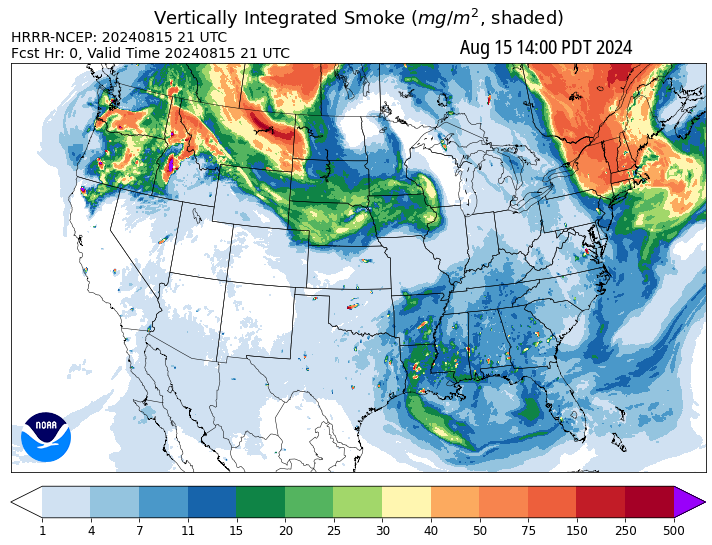 Vertically Integrated Smoke (mg/m², shaded)
HRRR-NCEP: 20240815 21 UTC
Fcst Hr: 0, Valid Time 20240815 21 UTC
Aug 15 14:00 PDT 2024
NOAA
1 4 7 11 15 20 25 30 40 50 75 150 250 500